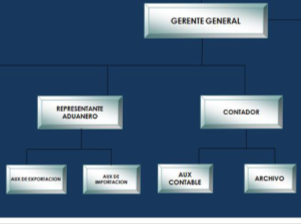 GERENTE GENERAL
REPRESENTANTE
ADUANERO
CONTADOR
AUX DE EXPORTACION
AUX DE
IMPORTACION
AUX
CONTABLE
ARCHIVO